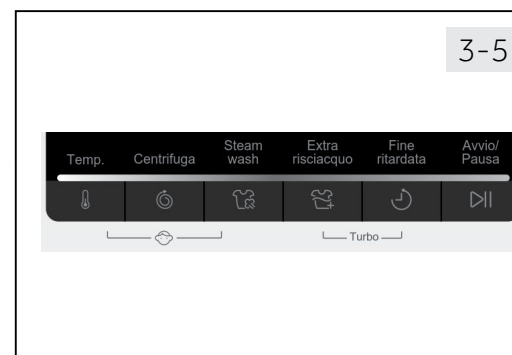 3-5
Temp.
Centrifuga
Steam
wash
Extra
risciacquo
Fine
ritardata
Avvio/
Pausa
Turbo